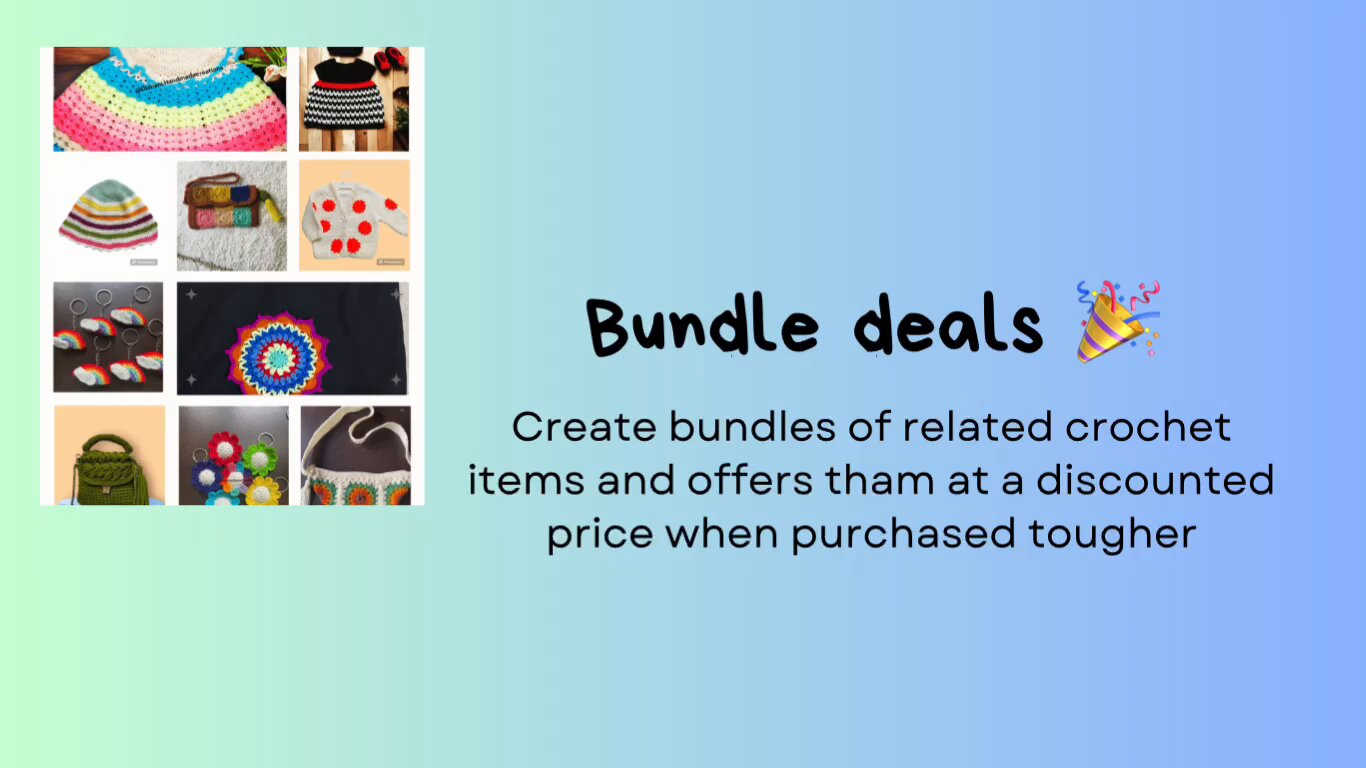 Bundle deals
Create bundles of related crochet
items and offers tham at a discounted
price when purchased tougher